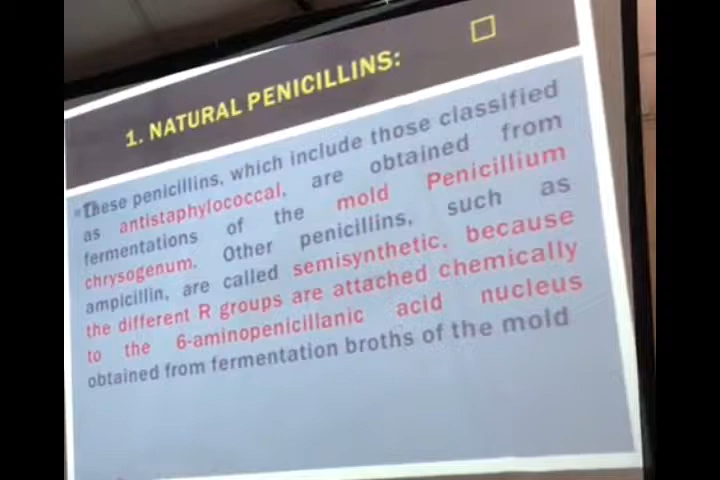 1. NATURAL PENICILLINS:
These penicillins, which include those classified
as antistaphylococcal, are obtained from
fermentations of the mold Penicillium
chrysogenum. Other penicillins, such as
ampicillin, are called semisynthetic, because
the different R groups are attached chemically
to the 6-aminopenicillanic acid nucleus
obtained from fermentation broths of the mold